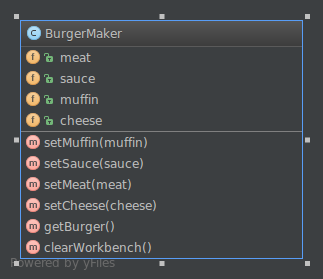 C BurgerMaker
f meat
f sauce
f muffin
f cheese
m setMuffin(muffin)
m setSauce(sauce)
m setMeat(meat)
m setCheese(cheese)
m getBurger()
m clearWorkbench()
Powered by yFiles